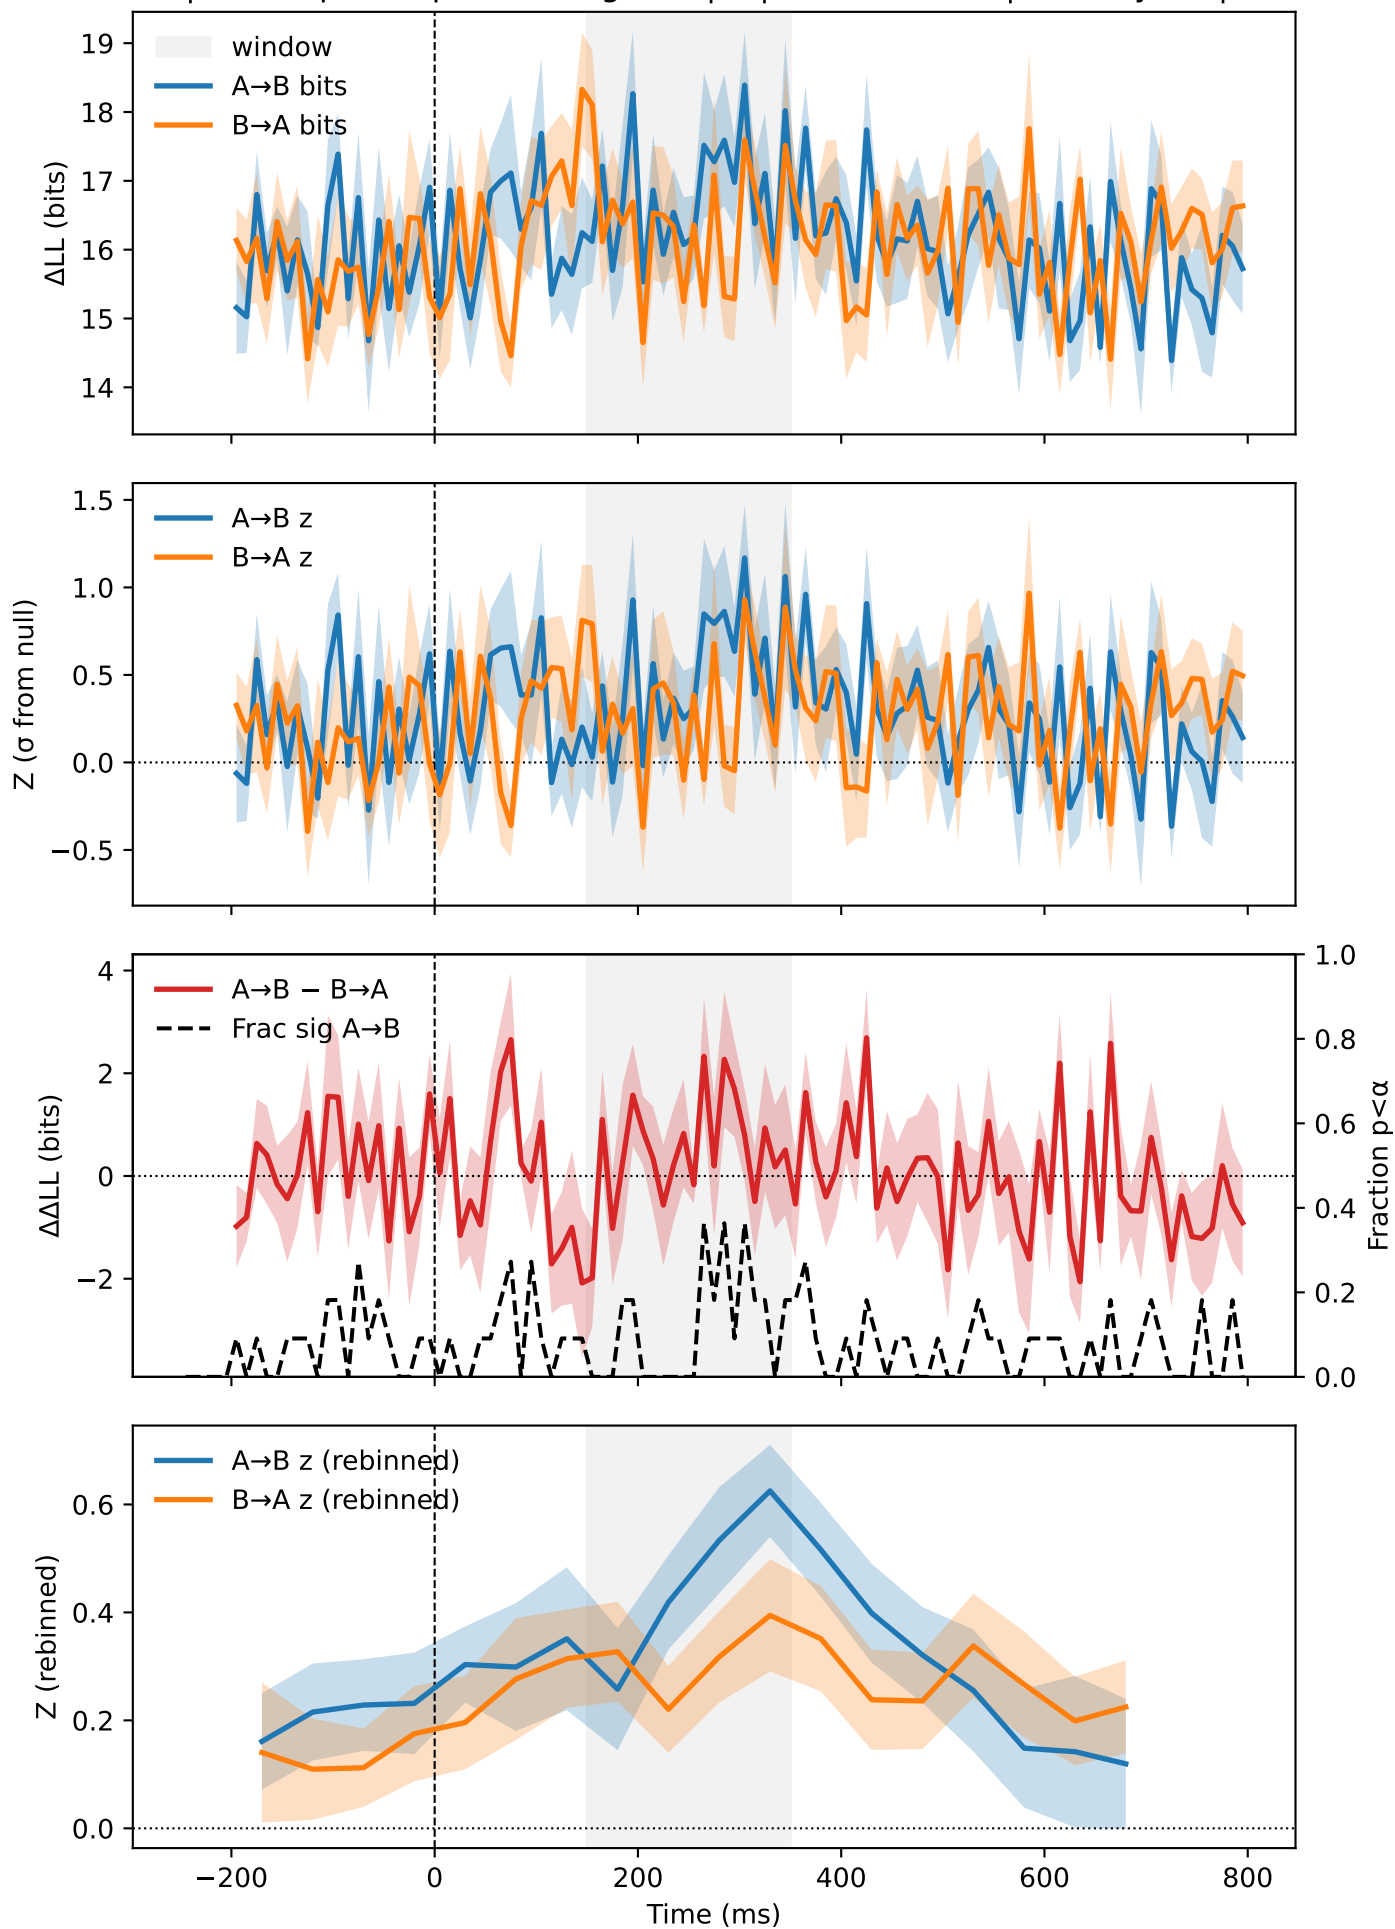 19
18
17
16
15
14
ΔLL (bits)
window
A→B bits
B→A bits
1.5
1.0
0.5
0.0
−0.5
Z (σ from null)
A→B z
B→A z
4
2
0
−2
ΔΔLL (bits)
A→B − B→A
Frac sig A→B
1.0
0.8
0.6
0.4
0.2
0.0
Fraction p<α
0.6
0.4
0.2
0.0
Z (rebinned)
A→B z (rebinned)
B→A z (rebinned)
−200
0
200
400
600
800
Time (ms)